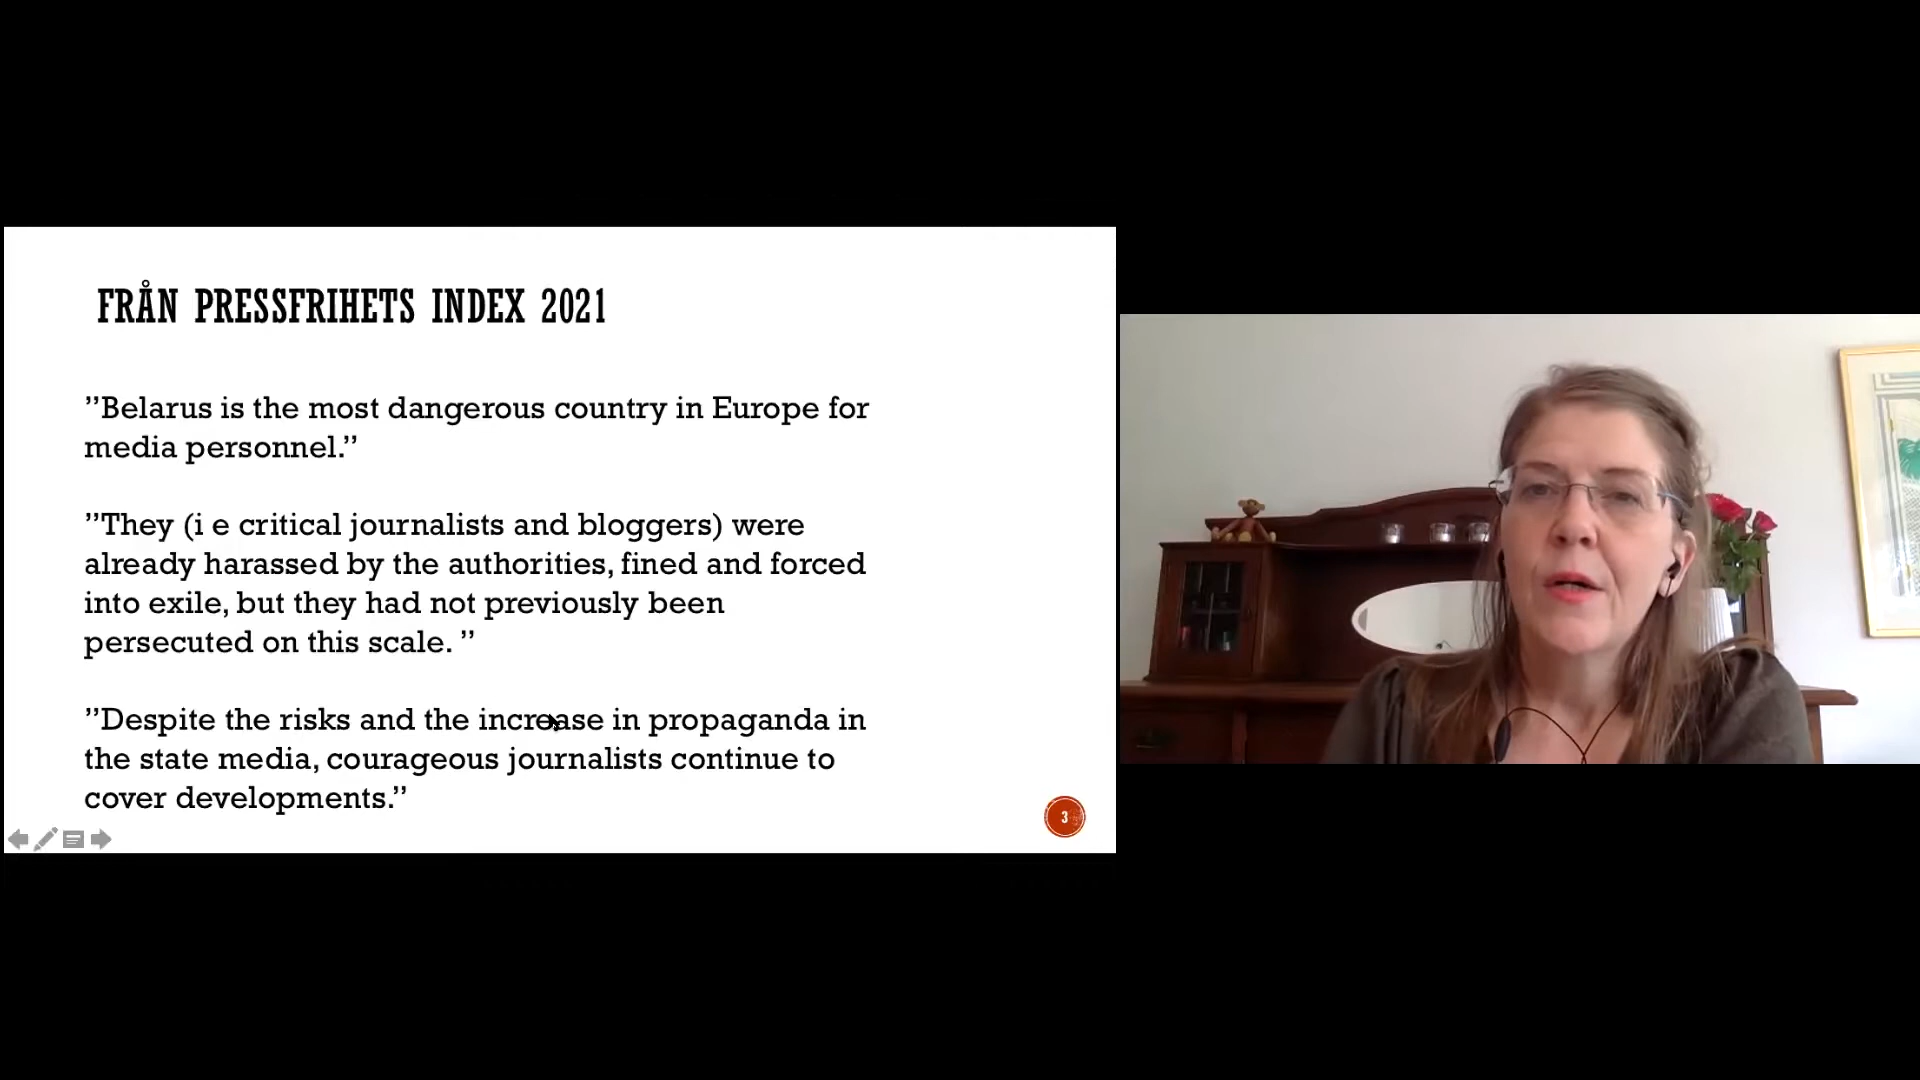 FRÅN PRESSFRIHETS INDEX 2021
”Belarus is the most dangerous country in Europe for
media personnel.”
”They (i e critical journalists and bloggers) were
already harassed by the authorities, fined and forced
into exile, but they had not previously been
persecuted on this scale. ”
”Despite the risks and the increase in propaganda in
the state media, courageous journalists continue to
cover developments.”
3